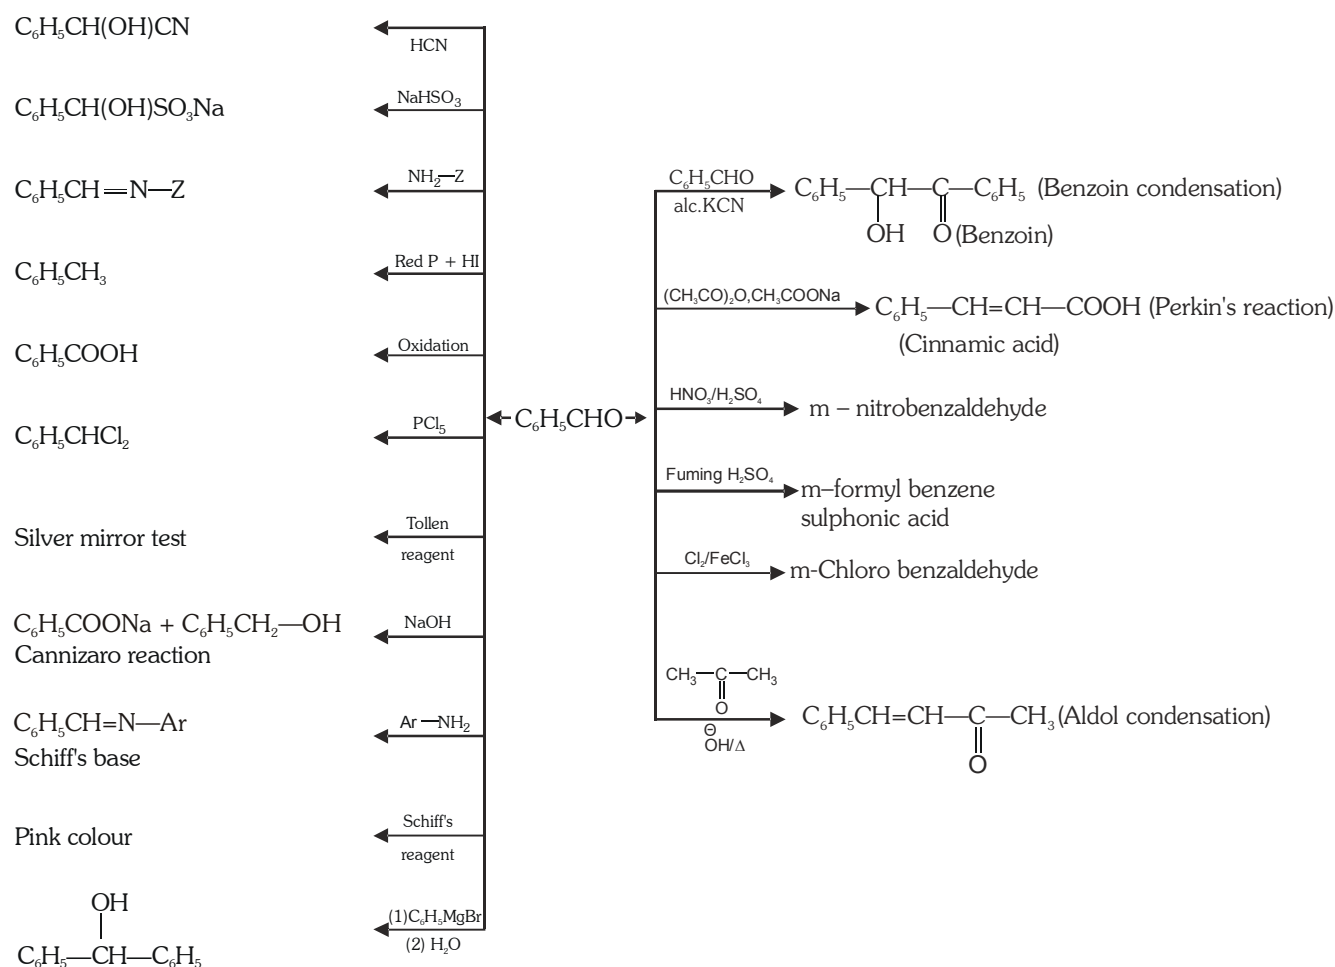 C₆H₅CH(OH)CN
HCN
C₆H₅CH(OH)SO₃Na
NaHSO₃
C₆H₅CH=N—Z
NH₂—Z
C₆H₅CH₃
Red P + HI
C₆H₅COOH
Oxidation
C₆H₅CHCl₂
PCl₅
Silver mirror test
Tollen
reagent
C₆H₅COONa + C₆H₅CH₂—OH
Cannizaro reaction
NaOH
C₆H₅CH=N—Ar
Schiff's base
Ar—NH₂
Pink colour
Schiff's
reagent
OH
C₆H₅—CH—C₆H₅
(1)C₆H₅MgBr
(2) H₂O
C₆H₅CHO
C₆H₅CHO
alc.KCN
C₆H₅—CH—C—C₆H₅ (Benzoin condensation)
OH O (Benzoin)
(CH₃CO)₂O,CH₃COONa
C₆H₅—CH=CH—COOH (Perkin's reaction)
(Cinnamic acid)
HNO₃/H₂SO₄
m – nitrobenzaldehyde
Fuming H₂SO₄
m–formyl benzene
sulphonic acid
Cl₂/FeCl₃
m-Chloro benzaldehyde
CH₃—C—CH₃
O
⊖
OH/Δ
C₆H₅CH=CH—C—CH₃(Aldol condensation)
O